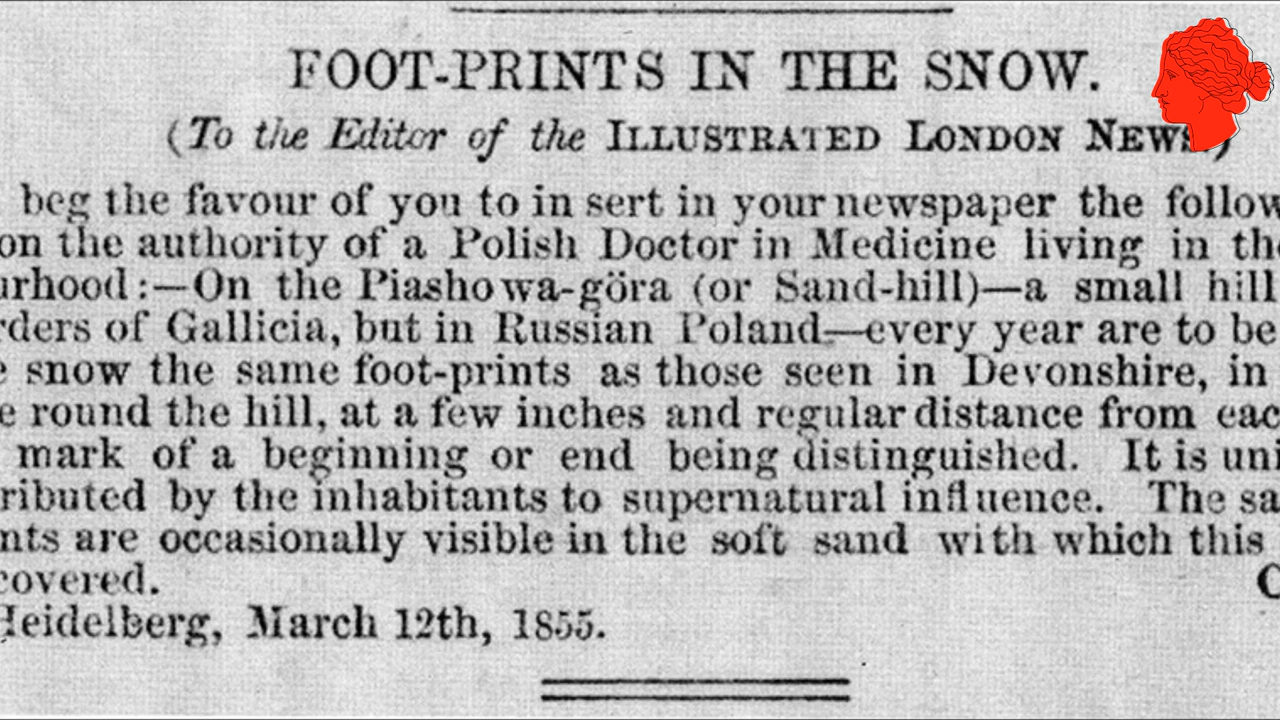 FOOT-PRINTS IN THE SNOW.
(To the Editor of the ILLUSTRATED LONDON NEWS.)
beg the favour of you to in sert in your newspaper the follow
on the authority of a Polish Doctor in Medicine living in the
urhood:—On the Piashowa-göra (or Sand-hill)—a small hill
rders of Gallicia, but in Russian Poland—every year are to be
e snow the same foot-prints as those seen in Devonshire, in
e round the hill, at a few inches and regular distance from eac
mark of a beginning or end being distinguished. It is uni
ributed by the inhabitants to supernatural influence. The sa
nts are occasionally visible in the soft sand with which this
covered.
Heidelberg, March 12th, 1855.